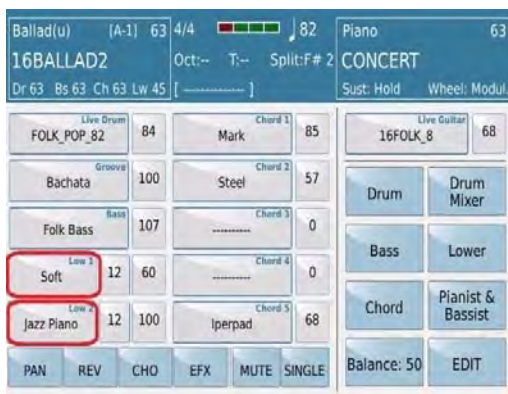 Ballad(u) [A-1] 63 4/4 82 Piano 63
16BALLAD2 Oct:-- T:-- Split:F# 2 CONCERT
Dr 63 Bs 63 Ch 63 Lw 45 [ ---------- ] Sust: Hold Wheel: Modul.
Live Drum Chord 1 Live Guitar
FOLK_POP_82 84 Mark 85 16FOLK_8 68
Groove Chord 2
Bachata 100 Steel 57 Drum Drum Mixer
Bass Chord 3
Folk Bass 107 ---------- 0 Bass Lower
Low 1 Chord 4
Soft 12 60 ---------- 0 Chord Pianist & Bassist
Low 2 Chord 5
Jazz Piano 12 100 Iperpad 68
PAN REV CHO EFX MUTE SINGLE Balance: 50 EDIT